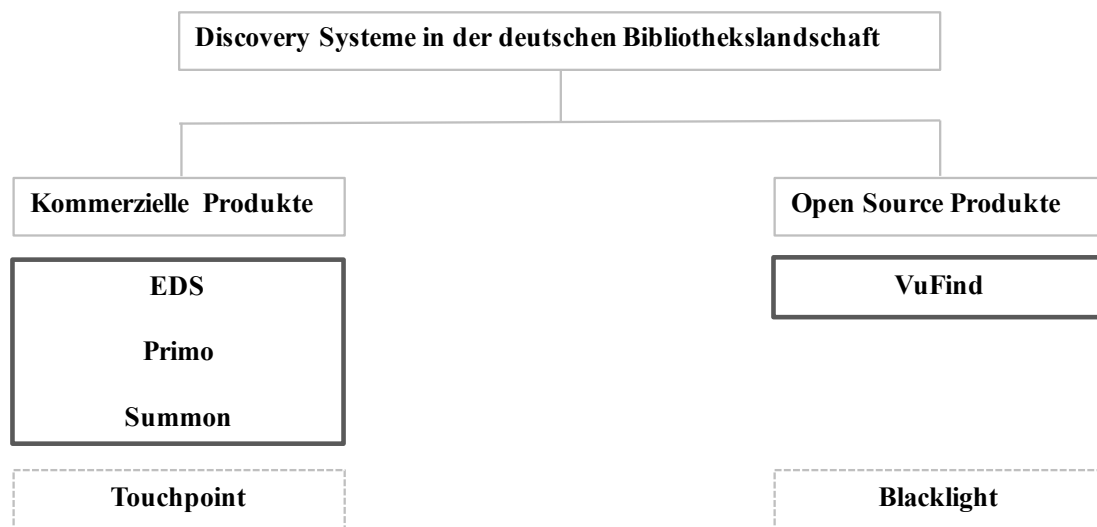 Discovery Systeme in der deutschen Bibliothekslandschaft
Kommerzielle Produkte
Open Source Produkte
EDS
VuFind
Primo
Summon
Touchpoint
Blacklight